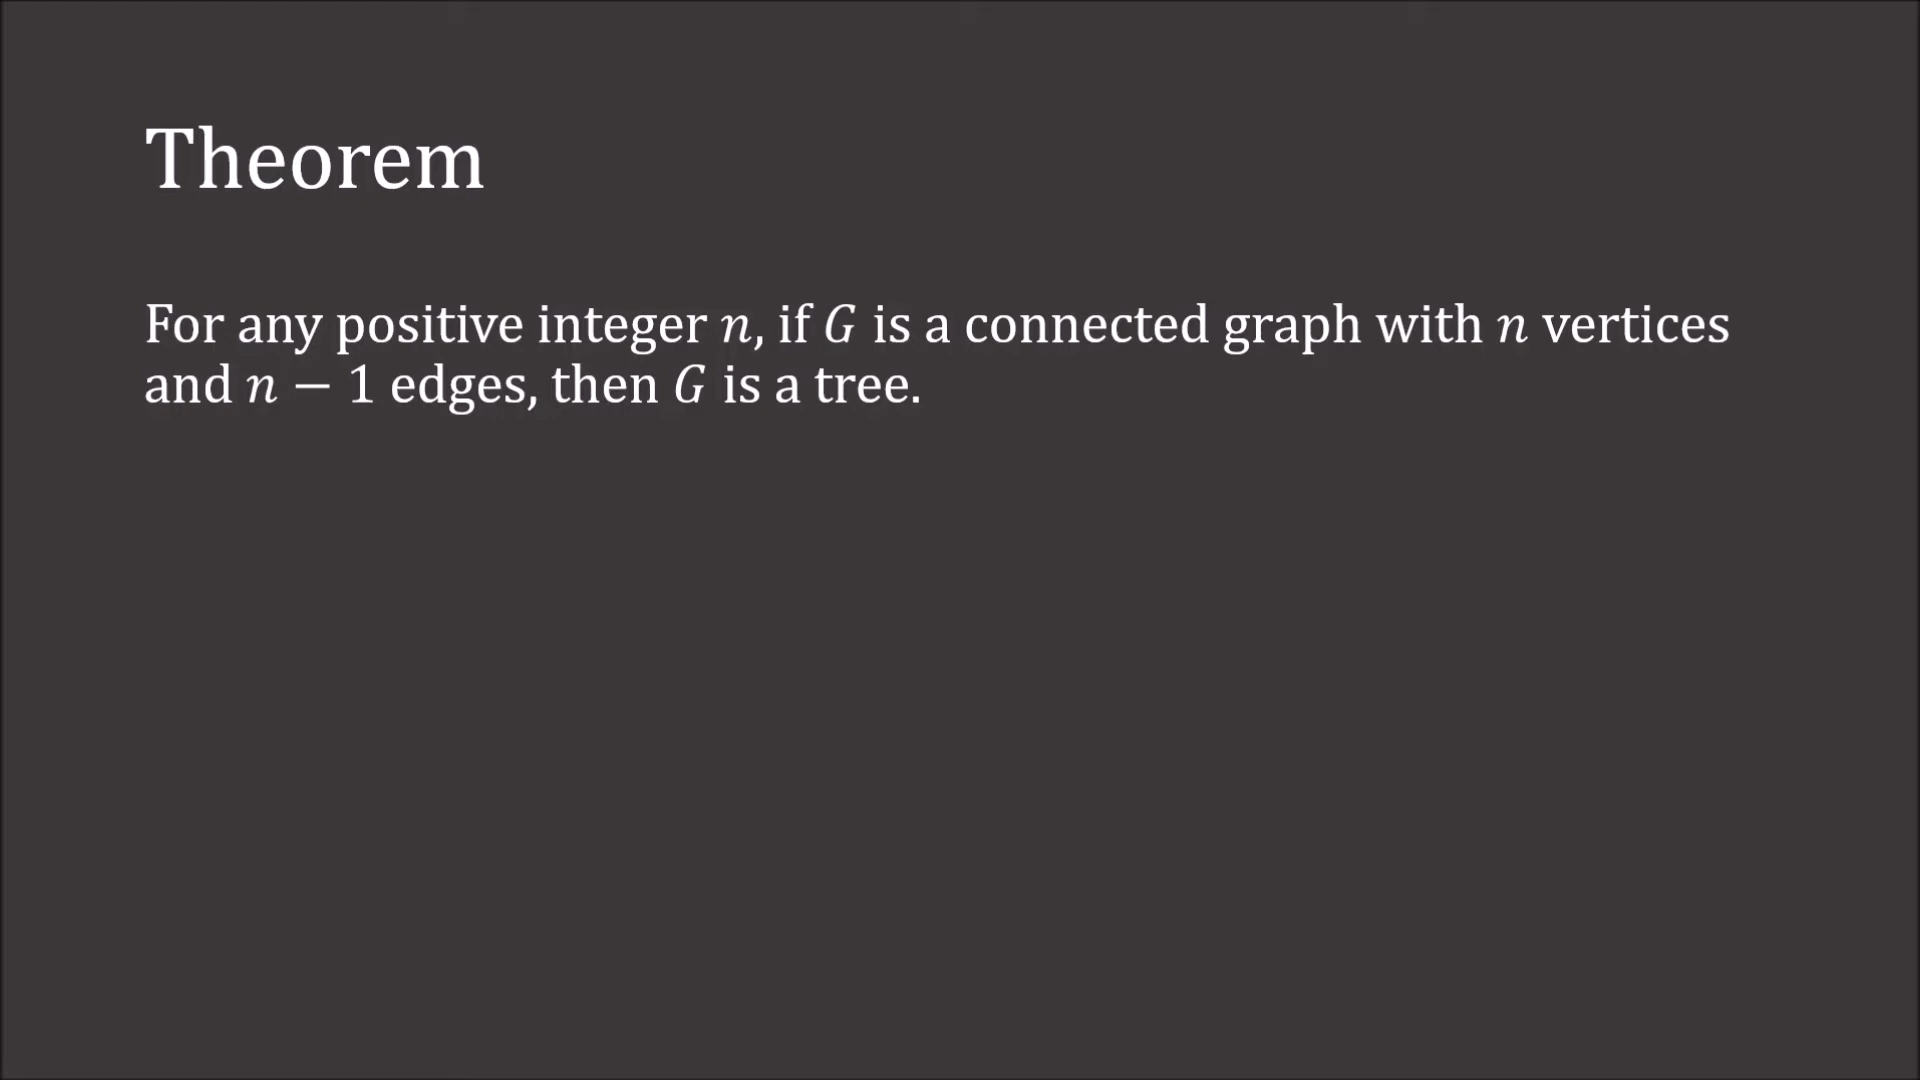 Theorem
For any positive integer n, if G is a connected graph with n vertices
and n − 1 edges, then G is a tree.